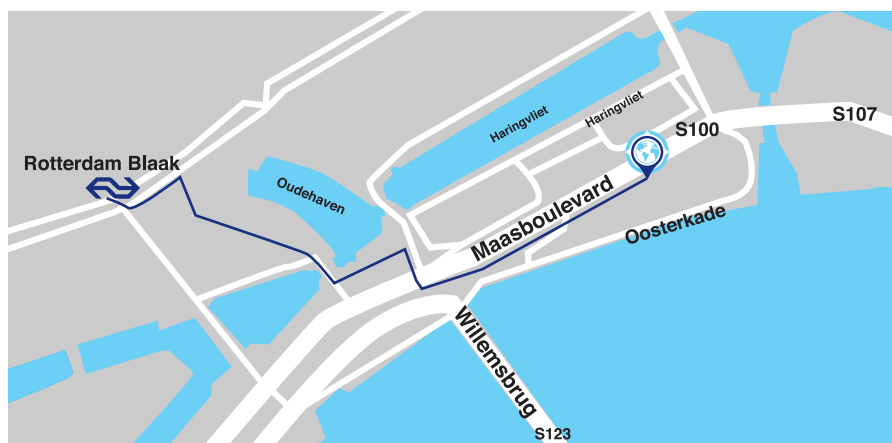 Haringvliet
Haringvliet
S107
S100
Rotterdam Blaak
Oudehaven
Maasboulevard
Oosterkade
Willemsbrug
S123